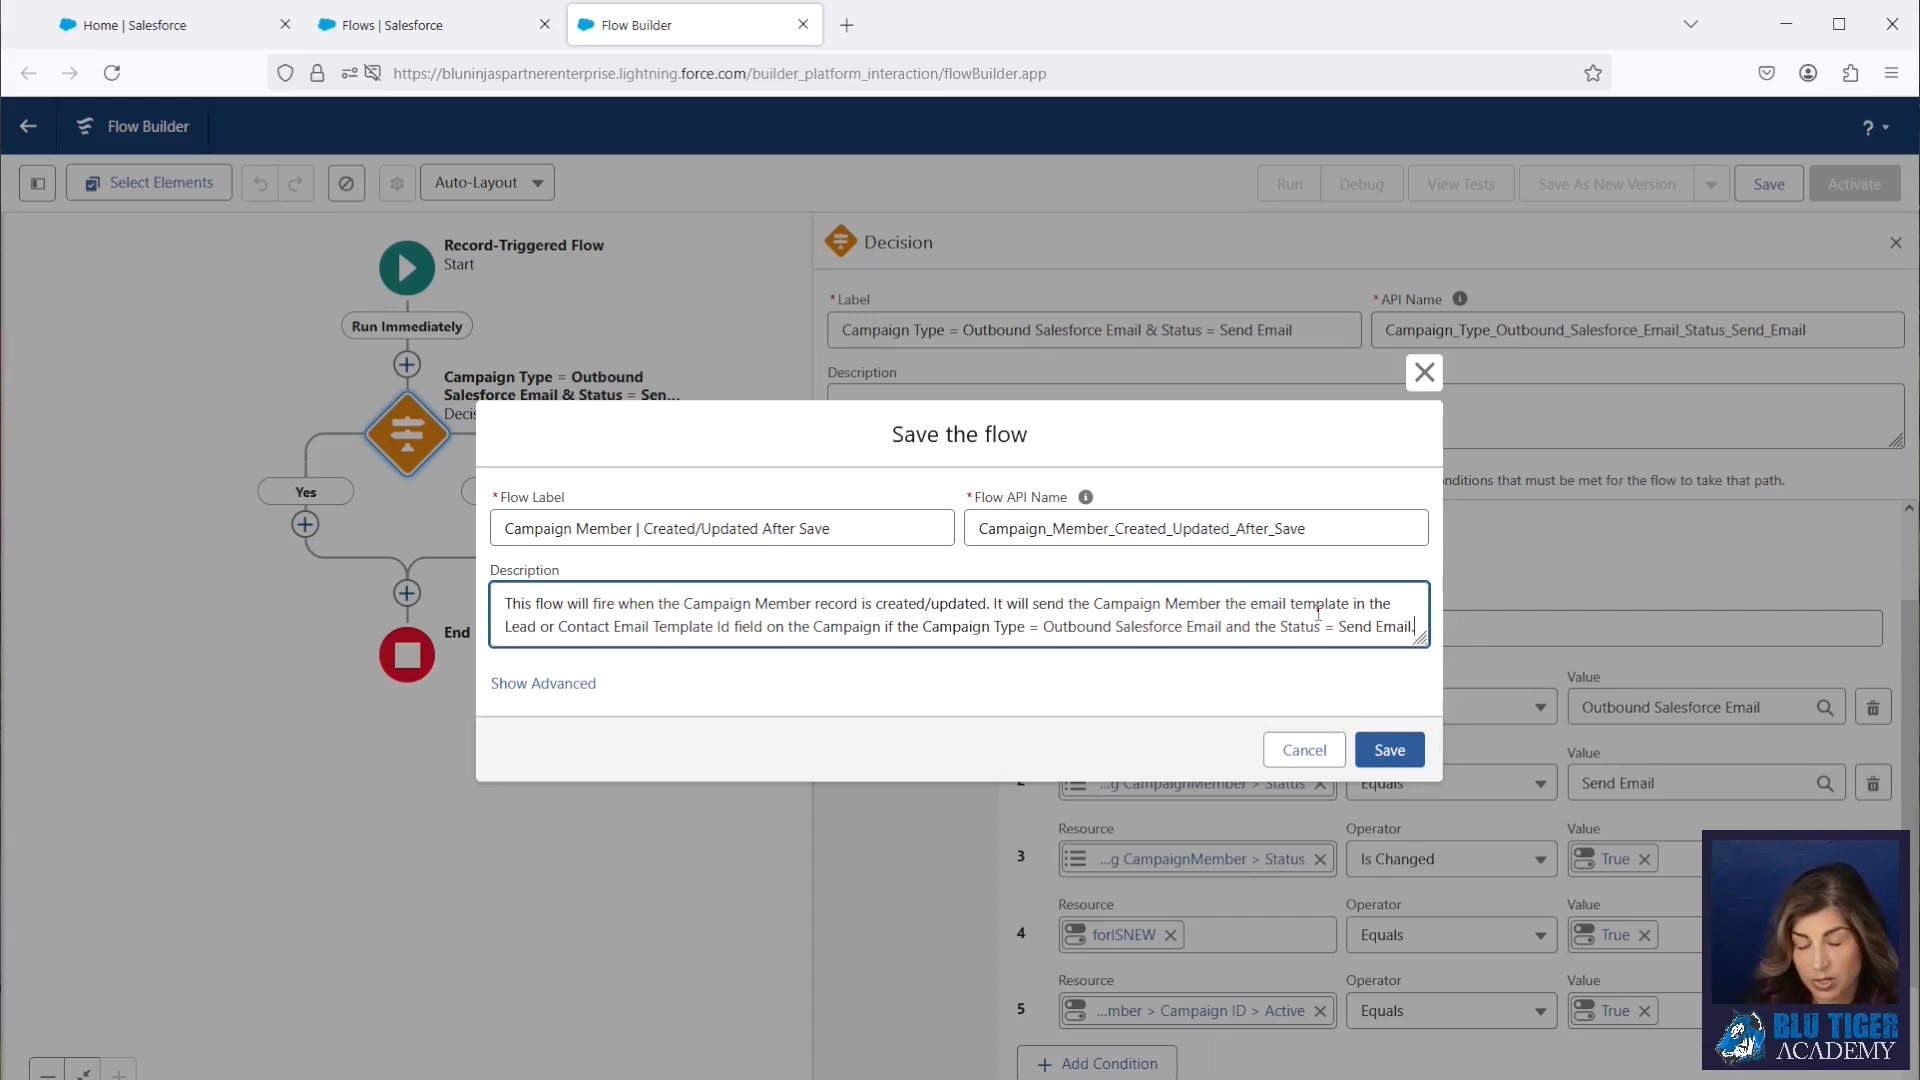 Home | Salesforce
Flows | Salesforce
Flow Builder
https://bluninjaspartnerenterprise.lightning.force.com/builder_platform_interaction/flowBuilder.app
Flow Builder
?
Select Elements
Auto-Layout
Run
Debug
View Tests
Save As New Version
Save
Activate
Record-Triggered Flow
Start
Run Immediately
Campaign Type = Outbound
Salesforce Email & Status = Sen...
Yes
End
Decision
* Label
* API Name
Campaign Type = Outbound Salesforce Email & Status = Send Email
Campaign_Type_Outbound_Salesforce_Email_Status_Send_Email
Description
that must be met for the flow to take that path.
Save the flow
* Flow Label
* Flow API Name
Campaign Member | Created/Updated After Save
Campaign_Member_Created_Updated_After_Save
Description
This flow will fire when the Campaign Member record is created/updated. It will send the Campaign Member the email template in the
Lead or Contact Email Template Id field on the Campaign if the Campaign Type = Outbound Salesforce Email and the Status = Send Email.
Show Advanced
Cancel
Save
Value
Outbound Salesforce Email
Value
2
...g CampaignMember > Status
Equals
Send Email
Resource
Operator
Value
3
...g CampaignMember > Status
Is Changed
True
Resource
Operator
Value
4
forISNEW
Equals
True
Resource
Operator
Value
5
...mber > Campaign ID > Active
Equals
True
+ Add Condition
BLU TIGER
ACADEMY